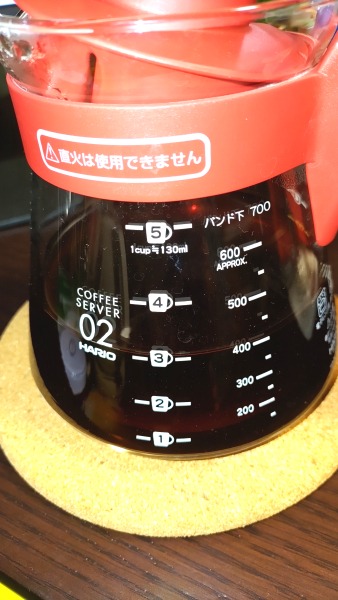 ⚠直火は使用できません
バンド下 700
5
1cup≒130ml
600
APPROX.
COFFEE
SERVER
02
HARIO
4
500
3
400
300
2
200
1